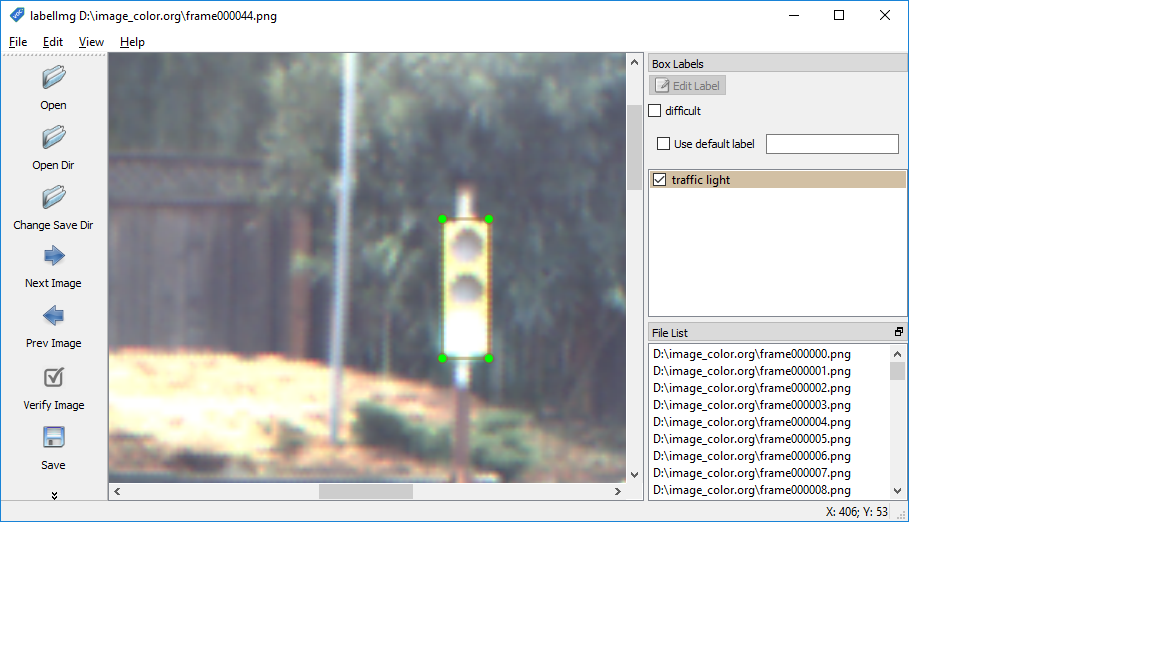 labelImg D:\image_color.org\frame000044.png
File Edit View Help
Open
Open Dir
Change Save Dir
Next Image
Prev Image
Verify Image
Save
Box Labels
Edit Label
difficult
Use default label
traffic light
File List
D:\image_color.org\frame000000.png
D:\image_color.org\frame000001.png
D:\image_color.org\frame000002.png
D:\image_color.org\frame000003.png
D:\image_color.org\frame000004.png
D:\image_color.org\frame000005.png
D:\image_color.org\frame000006.png
D:\image_color.org\frame000007.png
D:\image_color.org\frame000008.png
X: 406; Y: 53